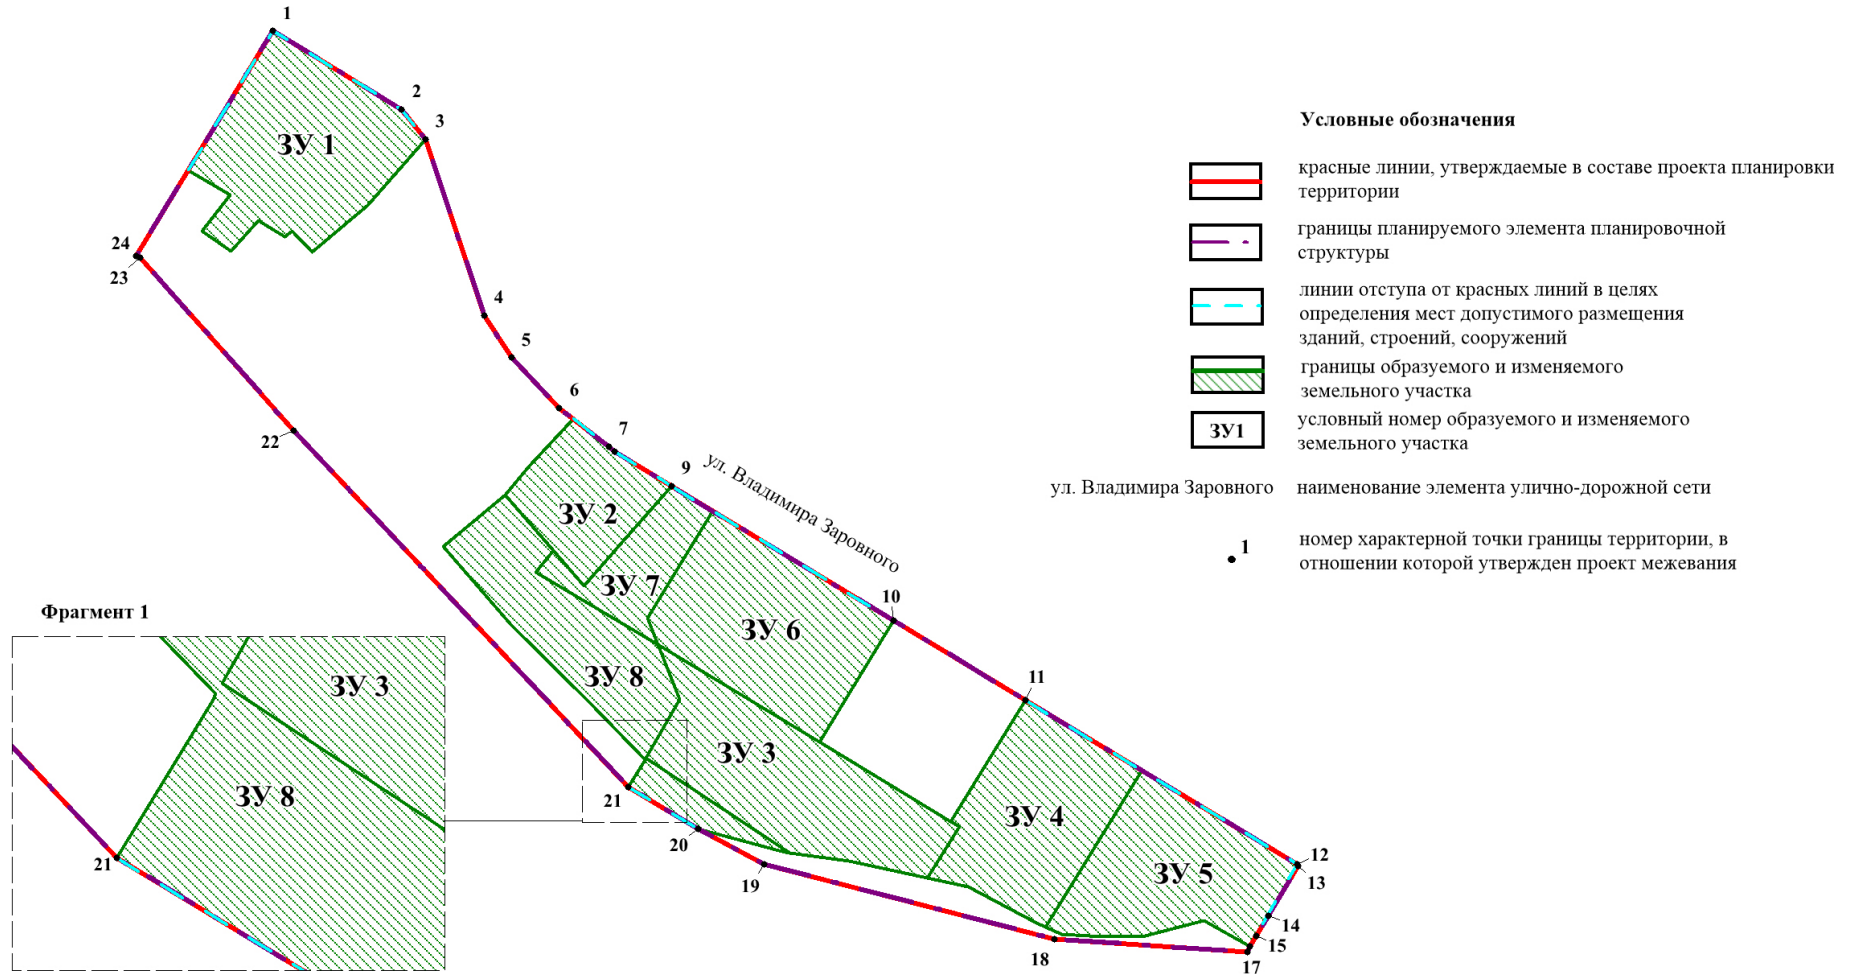 1
2
3
ЗУ 1
24
23
4
5
6
7
22
9
ул. Владимира Заровного
ЗУ 2
ЗУ 7
10
ЗУ 6
ЗУ 8
11
ЗУ 3
21
20
19
ЗУ 4
ЗУ 5
12
13
14
15
17
18
Фрагмент 1
ЗУ 3
ЗУ 8
21
Условные обозначения
красные линии, утверждаемые в составе проекта планировки
территории
границы планируемого элемента планировочной
структуры
линии отступа от красных линий в целях
определения мест допустимого размещения
зданий, строений, сооружений
границы образуемого и изменяемого
земельного участка
ЗУ1
условный номер образуемого и изменяемого
земельного участка
ул. Владимира Заровного
наименование элемента улично-дорожной сети
1
номер характерной точки границы территории, в
отношении которой утвержден проект межевания